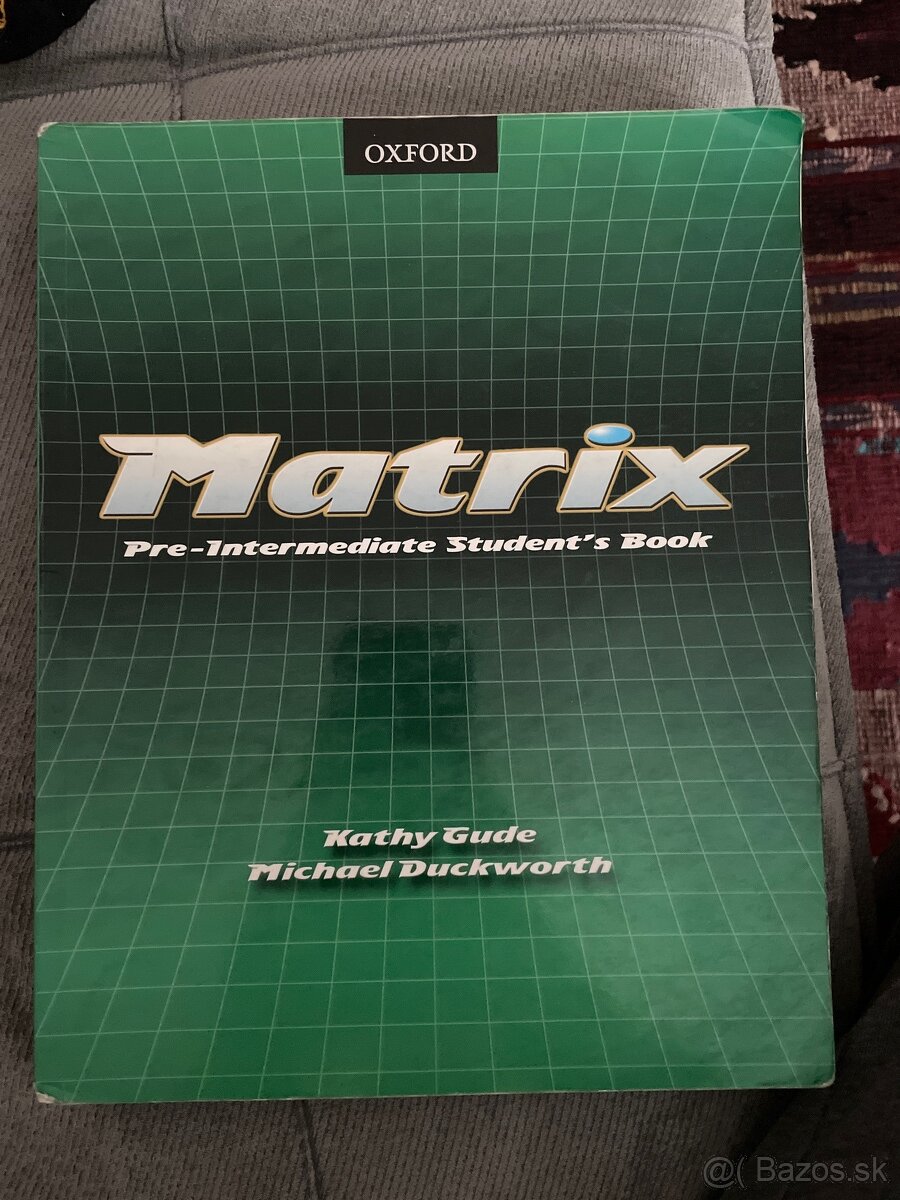 OXFORD
Matrix
Pre-Intermediate Student's Book
Kathy Gude
Michael Duckworth
@( Bazos.sk